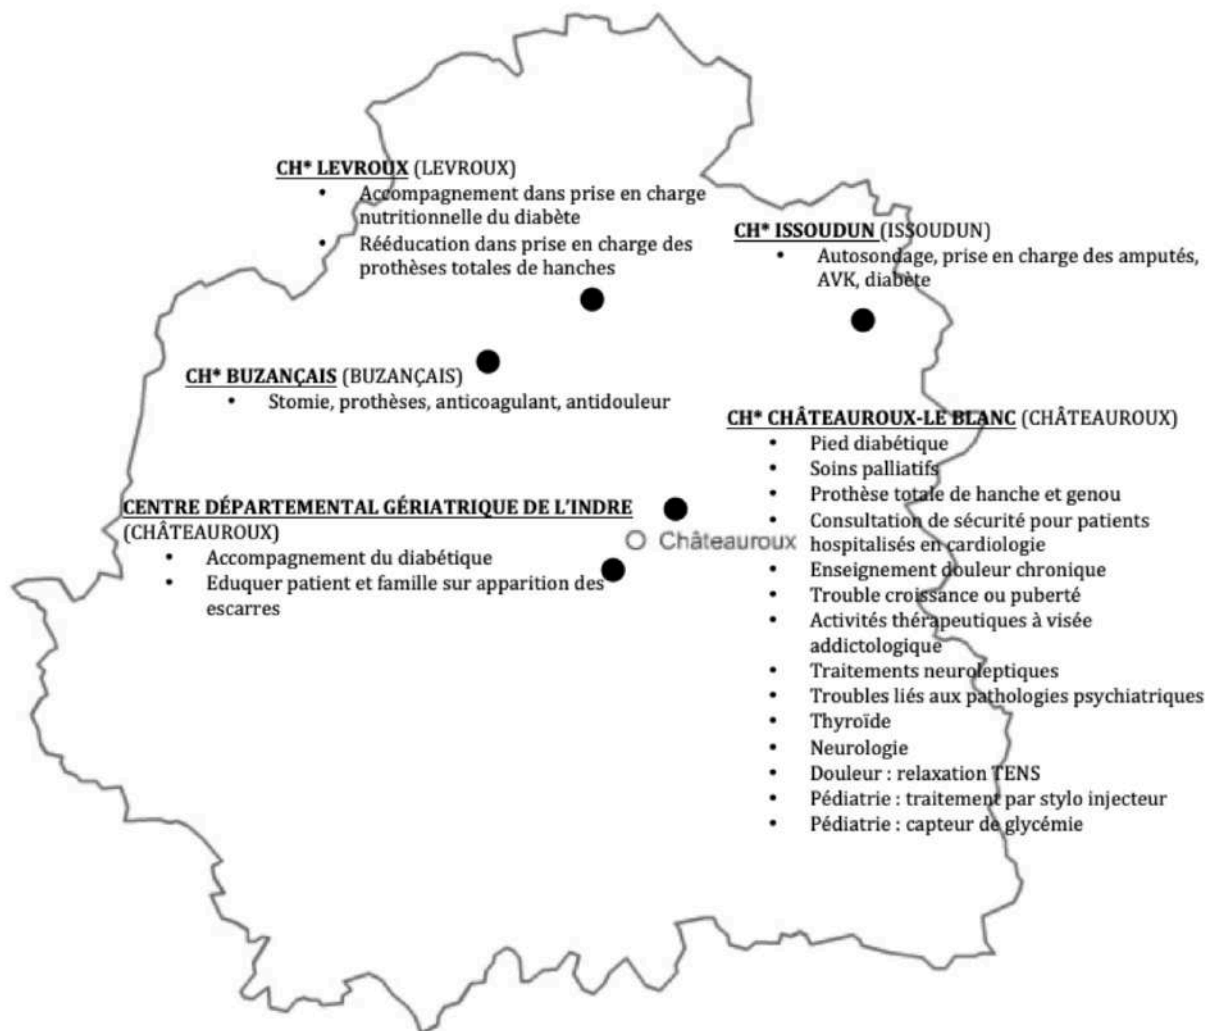 CH* LEVROUX (LEVROUX)
• Accompagnement dans prise en charge
nutritionnelle du diabète
• Rééducation dans prise en charge des
prothèses totales de hanches
CH* ISSOUDUN (ISSOUDUN)
• Autosondage, prise en charge des amputés,
AVK, diabète
CH* BUZANÇAIS (BUZANÇAIS)
• Stomie, prothèses, anticoagulant, antidouleur
CH* CHÂTEAUROUX-LE BLANC (CHÂTEAUROUX)
• Pied diabétique
• Soins palliatifs
• Prothèse totale de hanche et genou
• Consultation de sécurité pour patients
hospitalisés en cardiologie
• Enseignement douleur chronique
• Trouble croissance ou puberté
• Activités thérapeutiques à visée
addictologique
• Traitements neuroleptiques
• Troubles liés aux pathologies psychiatriques
• Thyroïde
• Neurologie
• Douleur : relaxation TENS
• Pédiatrie : traitement par stylo injecteur
• Pédiatrie : capteur de glycémie
CENTRE DÉPARTEMENTAL GÉRIATRIQUE DE L'INDRE
(CHÂTEAUROUX)
• Accompagnement du diabétique
• Eduquer patient et famille sur apparition des
escarres
Châteauroux